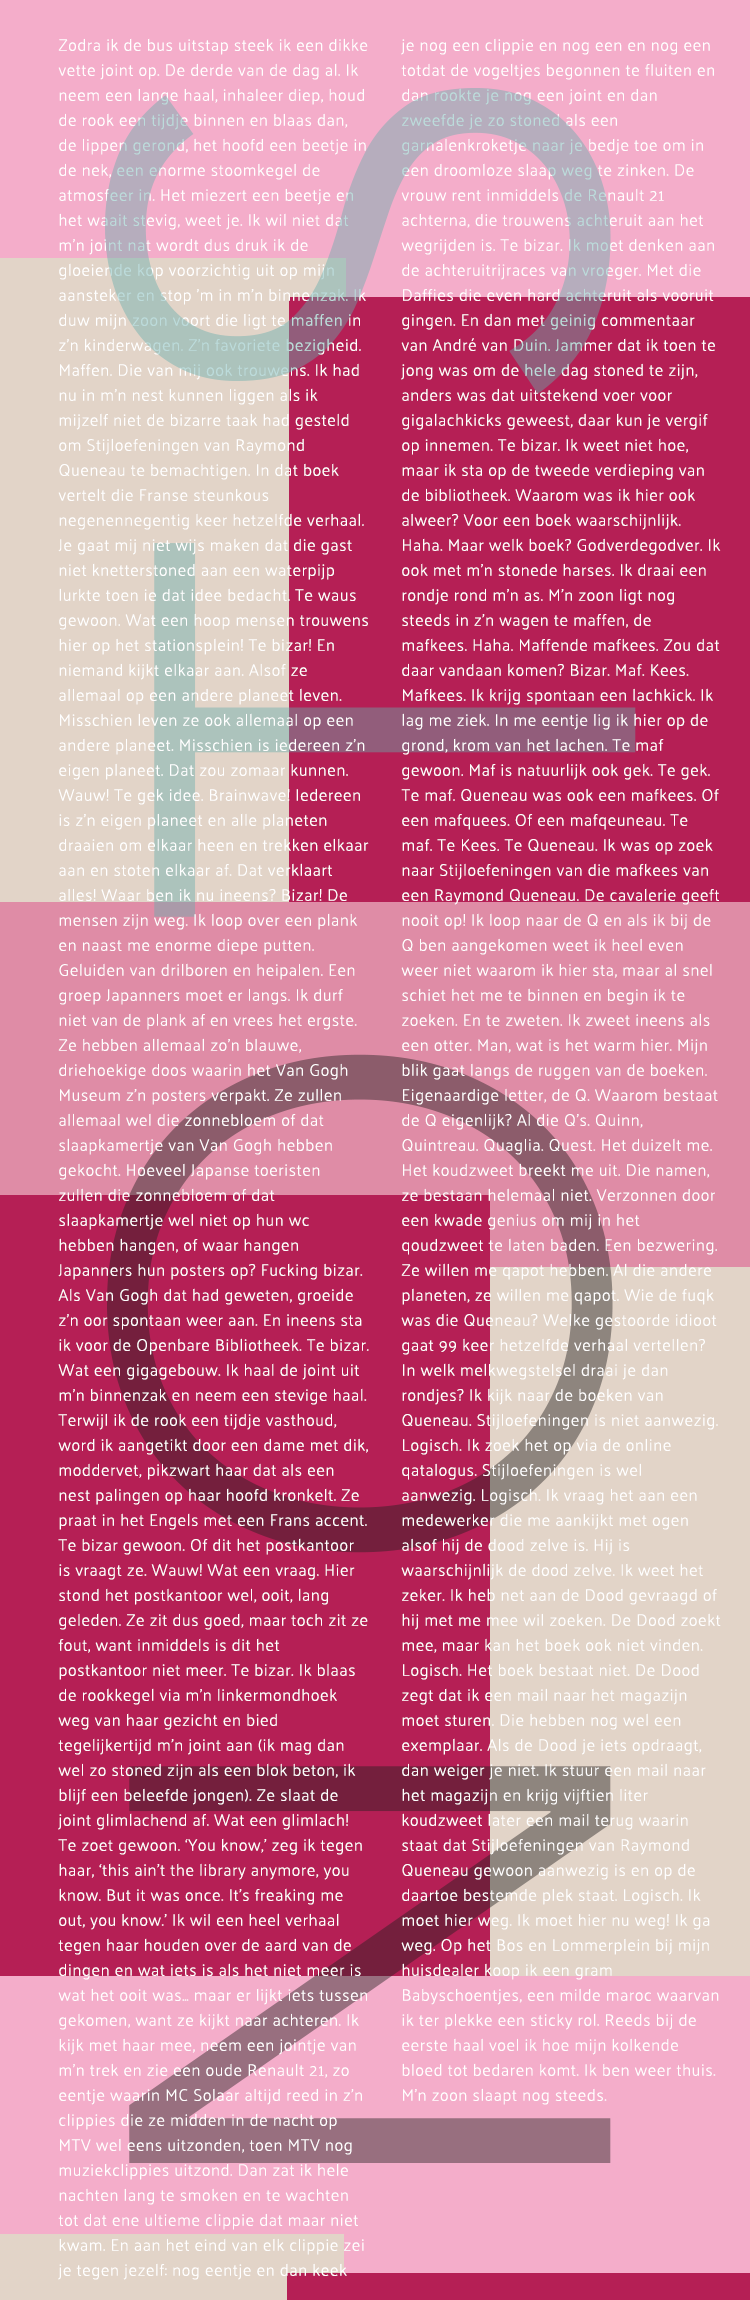 Zodra ik de bus uitstap steek ik een dikke
vette joint op. De derde van de dag al. Ik
neem een lange haal, inhaleer diep, houd
de rook een tijdje binnen en blaas dan,
de lippen gerond, het hoofd een beetje in
de nek, een enorme stoomkegel de
atmosfeer in. Het miezert een beetje en
het waait stevig, weet je. Ik wil niet dat
m'n joint nat wordt dus druk ik de
gloeiende kop voorzichtig uit op mijn
aansteker en stop 'm in m'n binnenzak. Ik
duw mijn zoon voort die ligt te maffen in
z'n kinderwagen. Z'n favoriete bezigheid.
Maffen. Die van mij ook trouwens. Ik had
nu in m'n nest kunnen liggen als ik
mijzelf niet de bizarre taak had gesteld
om Stijloefeningen van Raymond
Queneau te bemachtigen. In dat boek
vertelt die Franse steunkous
negenennegentig keer hetzelfde verhaal.
Je gaat mij niet wijs maken dat die gast
niet knetterstoned aan een waterpijp
lurkte toen ie dat idee bedacht. Te waus
gewoon. Wat een hoop mensen trouwens
hier op het stationsplein! Te bizar! En
niemand kijkt elkaar aan. Alsof ze
allemaal op een andere planeet leven.
Misschien leven ze ook allemaal op een
andere planeet. Misschien is iedereen z'n
eigen planeet. Dat zou zomaar kunnen.
Wauw! Te gek idee. Brainwave! Iedereen
is z'n eigen planeet en alle planeten
draaien om elkaar heen en trekken elkaar
aan en stoten elkaar af. Dat verklaart
alles! Waar ben ik nu ineens? Bizar! De
mensen zijn weg. Ik loop over een plank
en naast me enorme diepe putten.
Geluiden van drilboren en heipalen. Een
groep Japanners moet er langs. Ik durf
niet van de plank af en vrees het ergste.
Ze hebben allemaal zo'n blauwe,
driehoekige doos waarin het Van Gogh
Museum z'n posters verpakt. Ze zullen
allemaal wel die zonnebloem of dat
slaapkamertje van Van Gogh hebben
gekocht. Hoeveel Japanse toeristen
zullen die zonnebloem of dat
slaapkamertje wel niet op hun wc
hebben hangen, of waar hangen
Japanners hun posters op? Fucking bizar.
Als Van Gogh dat had geweten, groeide
z'n oor spontaan weer aan. En ineens sta
ik voor de Openbare Bibliotheek. Te bizar.
Wat een gigagebouw. Ik haal de joint uit
m'n binnenzak en neem een stevige haal.
Terwijl ik de rook een tijdje vasthoud,
word ik aangetikt door een dame met dik,
moddervet, pikzwart haar dat als een
nest palingen op haar hoofd kronkelt. Ze
praat in het Engels met een Frans accent.
Te bizar gewoon. Of dit het postkantoor
is vraagt ze. Wauw! Wat een vraag. Hier
stond het postkantoor wel, ooit, lang
geleden. Ze zit dus goed, maar toch zit ze
fout, want inmiddels is dit het
postkantoor niet meer. Te bizar. Ik blaas
de rookkegel via m'n linkermondhoek
weg van haar gezicht en bied
tegelijkertijd m'n joint aan (ik mag dan
wel zo stoned zijn als een blok beton, ik
blijf een beleefde jongen). Ze slaat de
joint glimlachend af. Wat een glimlach!
Te zoet gewoon. ‘You know,’ zeg ik tegen
haar, ‘this ain't the library anymore, you
know. But it was once. It's freaking me
out, you know.’ Ik wil een heel verhaal
tegen haar houden over de aard van de
dingen en wat iets is als het niet meer is
wat het ooit was... maar er lijkt iets tussen
gekomen, want ze kijkt naar achteren. Ik
kijk met haar mee, neem een jointje van
m'n trek en zie een oude Renault 21, zo
eentje waarin MC Solaar altijd reed in z'n
clippies die ze midden in de nacht op
MTV wel eens uitzonden, toen MTV nog
muziekclippies uitzond. Dan zat ik hele
nachten lang te smoken en te wachten
tot dat ene ultieme clippie dat maar niet
kwam. En aan het eind van elk clippie zei
je tegen jezelf: nog eentje en dan keek
je nog een clippie en nog een en nog een
totdat de vogeltjes begonnen te fluiten en
dan rookte je nog een joint en dan
zweefde je zo stoned als een
garnalenkroketje naar je bedje toe om in
een droomloze slaap weg te zinken. De
vrouw rent inmiddels de Renault 21
achterna, die trouwens achteruit aan het
wegrijden is. Te bizar. Ik moet denken aan
de achteruitrijraces van vroeger. Met die
Daffies die even hard achteruit als vooruit
gingen. En dan met geinig commentaar
van André van Duin. Jammer dat ik toen te
jong was om de hele dag stoned te zijn,
anders was dat uitstekend voer voor
gigalachkicks geweest, daar kun je vergif
op innemen. Te bizar. Ik weet niet hoe,
maar ik sta op de tweede verdieping van
de bibliotheek. Waarom was ik hier ook
alweer? Voor een boek waarschijnlijk.
Haha. Maar welk boek? Godverdegodver. Ik
ook met m'n stonede harses. Ik draai een
rondje rond m'n as. M'n zoon ligt nog
steeds in z'n wagen te maffen, de
mafkees. Haha. Maffende mafkees. Zou dat
daar vandaan komen? Bizar. Maf. Kees.
Mafkees. Ik krijg spontaan een lachkick. Ik
lag me ziek. In me eentje lig ik hier op de
grond, krom van het lachen. Te maf
gewoon. Maf is natuurlijk ook gek. Te gek.
Te maf. Queneau was ook een mafkees. Of
een mafquees. Of een mafqeuneau. Te
maf. Te Kees. Te Queneau. Ik was op zoek
naar Stijloefeningen van die mafkees van
een Raymond Queneau. De cavalerie geeft
nooit op! Ik loop naar de Q en als ik bij de
Q ben aangekomen weet ik heel even
weer niet waarom ik hier sta, maar al snel
schiet het me te binnen en begin ik te
zoeken. En te zweten. Ik zweet ineens als
een otter. Man, wat is het warm hier. Mijn
blik gaat langs de ruggen van de boeken.
Eigenaardige letter, de Q. Waarom bestaat
de Q eigenlijk? Al die Q's. Quinn,
Quintreau. Quaglia. Quest. Het duizelt me.
Het koudzweet breekt me uit. Die namen,
ze bestaan helemaal niet. Verzonnen door
een kwade genius om mij in het
qoudzweet te laten baden. Een bezwering.
Ze willen me qapot hebben. Al die andere
planeten, ze willen me qapot. Wie de fuqk
was die Queneau? Welke gestoorde idioot
gaat 99 keer hetzelfde verhaal vertellen?
In welk melkwegstelsel draai je dan
rondjes? Ik kijk naar de boeken van
Queneau. Stijloefeningen is niet aanwezig.
Logisch. Ik zoek het op via de online
qatalogus. Stijloefeningen is wel
aanwezig. Logisch. Ik vraag het aan een
medewerker die me aankijkt met ogen
alsof hij de dood zelve is. Hij is
waarschijnlijk de dood zelve. Ik weet het
zeker. Ik heb net aan de Dood gevraagd of
hij met me mee wil zoeken. De Dood zoekt
mee, maar kan het boek ook niet vinden.
Logisch. Het boek bestaat niet. De Dood
zegt dat ik een mail naar het magazijn
moet sturen. Die hebben nog wel een
exemplaar. Als de Dood je iets opdraagt,
dan weiger je niet. Ik stuur een mail naar
het magazijn en krijg vijftien liter
koudzweet later een mail terug waarin
staat dat Stijloefeningen van Raymond
Queneau gewoon aanwezig is en op de
daartoe bestemde plek staat. Logisch. Ik
moet hier weg. Ik moet hier nu weg! Ik ga
weg. Op het Bos en Lommerplein bij mijn
huisdealer koop ik een gram
Babyschoentjes, een milde maroc waarvan
ik ter plekke een sticky rol. Reeds bij de
eerste haal voel ik hoe mijn kolkende
bloed tot bedaren komt. Ik ben weer thuis.
M'n zoon slaapt nog steeds.